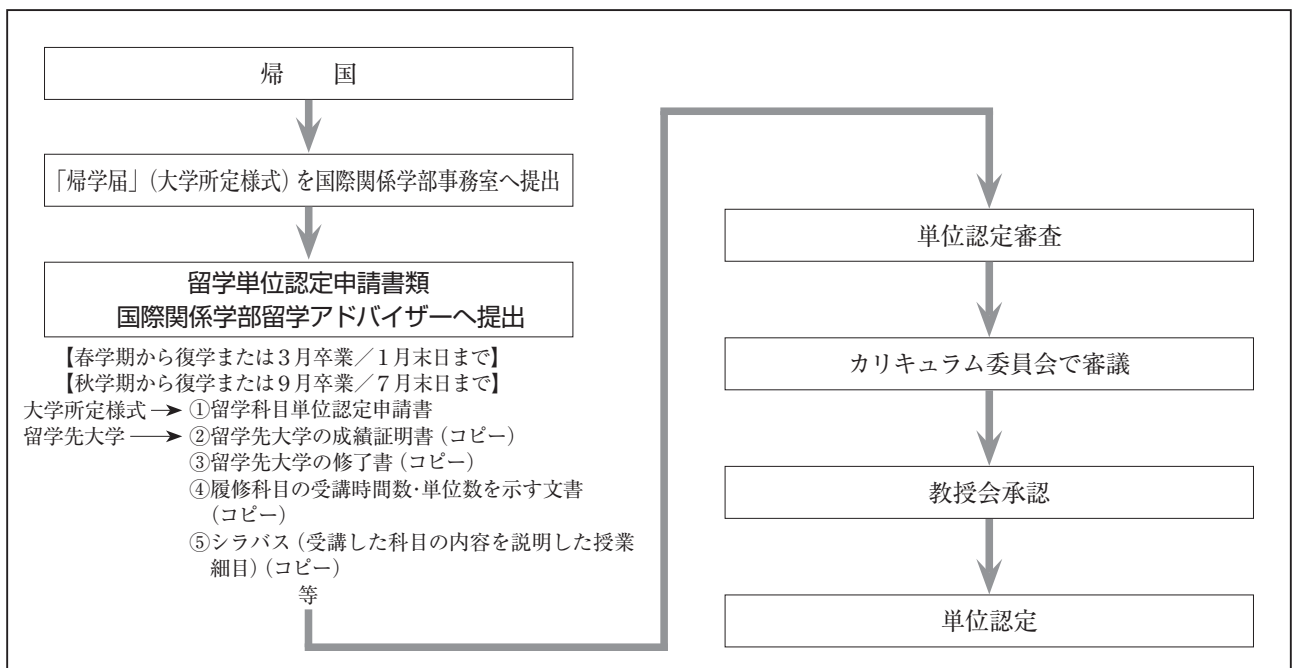 帰　国
「帰学届」(大学所定様式)を国際関係学部事務室へ提出
留学単位認定申請書類
国際関係学部留学アドバイザーへ提出
【春学期から復学または3月卒業／1月末日まで】
【秋学期から復学または9月卒業／7月末日まで】
大学所定様式→①留学科目単位認定申請書
留学先大学→②留学先大学の成績証明書(コピー)
③留学先大学の修了書(コピー)
④履修科目の受講時間数･単位数を示す文書
(コピー)
⑤シラバス(受講した科目の内容を説明した授業
細目)(コピー)
等
単位認定審査
カリキュラム委員会で審議
教授会承認
単位認定